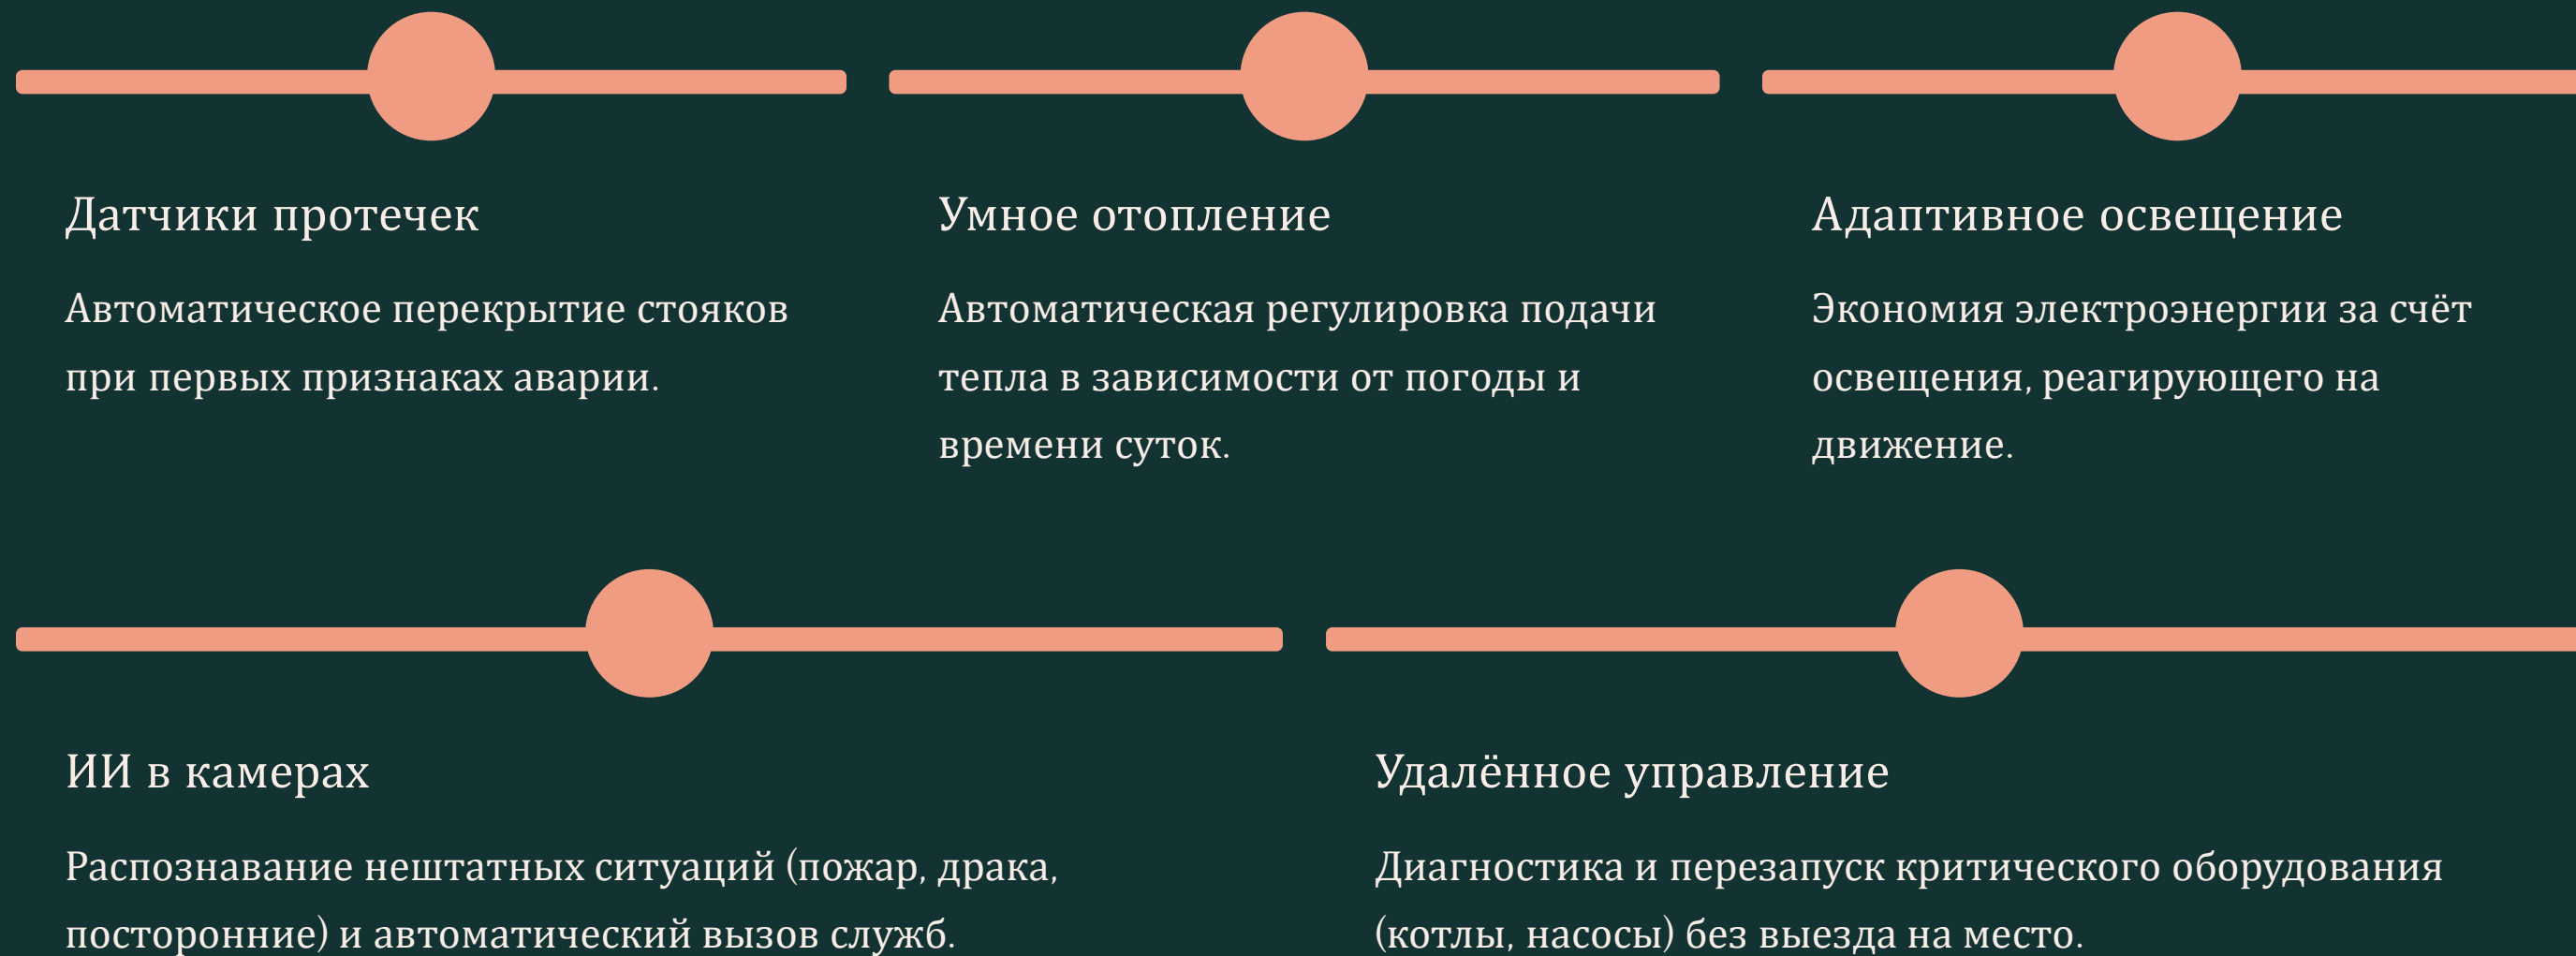 Датчики протечек
Автоматическое перекрытие стояков
при первых признаках аварии.
Умное отопление
Автоматическая регулировка подачи
тепла в зависимости от погоды и
времени суток.
Адаптивное освещение
Экономия электроэнергии за счёт
освещения, реагирующего на
движение.
ИИ в камерах
Распознавание нештатных ситуаций (пожар, драка,
посторонние) и автоматический вызов служб.
Удалённое управление
Диагностика и перезапуск критического оборудования
(котлы, насосы) без выезда на место.